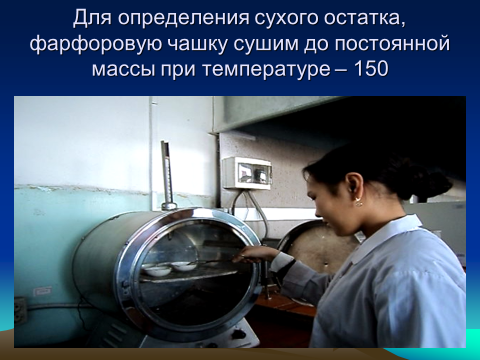 Для определения сухого остатка,
фарфоровую чашку сушим до постоянной
массы при температуре – 150